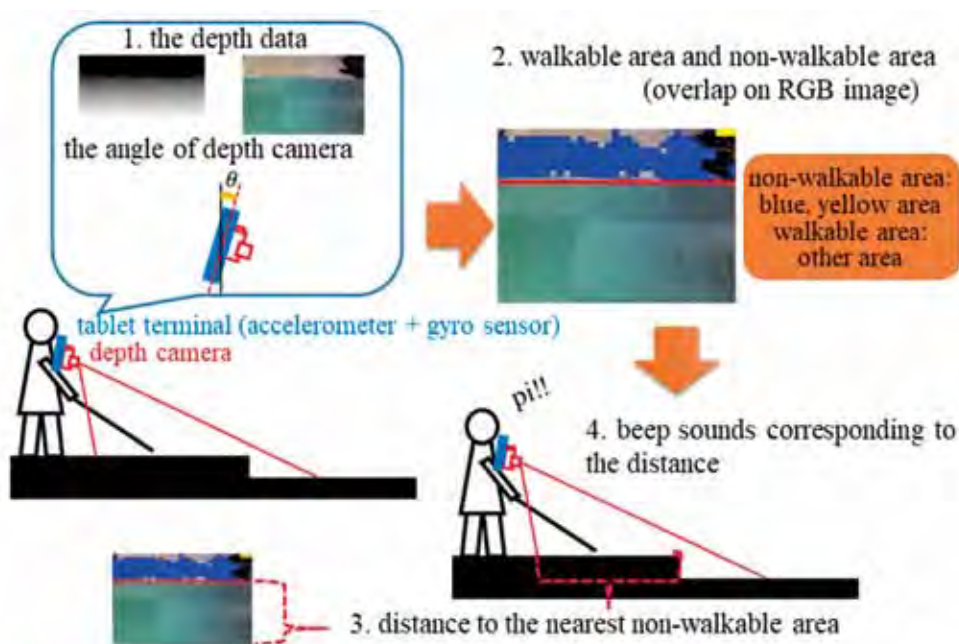 1. the depth data
the angle of depth camera
θ
2. walkable area and non-walkable area
(overlap on RGB image)
non-walkable area:
blue, yellow area
walkable area:
other area
tablet terminal (accelerometer + gyro sensor)
depth camera
pi!!
4. beep sounds corresponding to
the distance
3. distance to the nearest non-walkable area